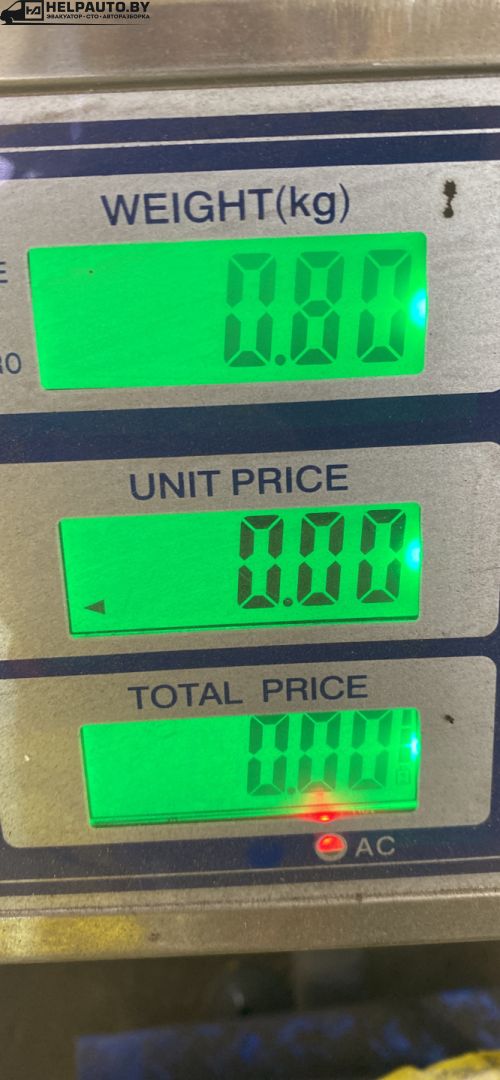 HELPAUTO.BY
ЭВАКУАТОР · СТО · АВТОРАЗБОРКА
WEIGHT(kg)
0.80
UNIT PRICE
0.00
TOTAL PRICE
0.00
AC